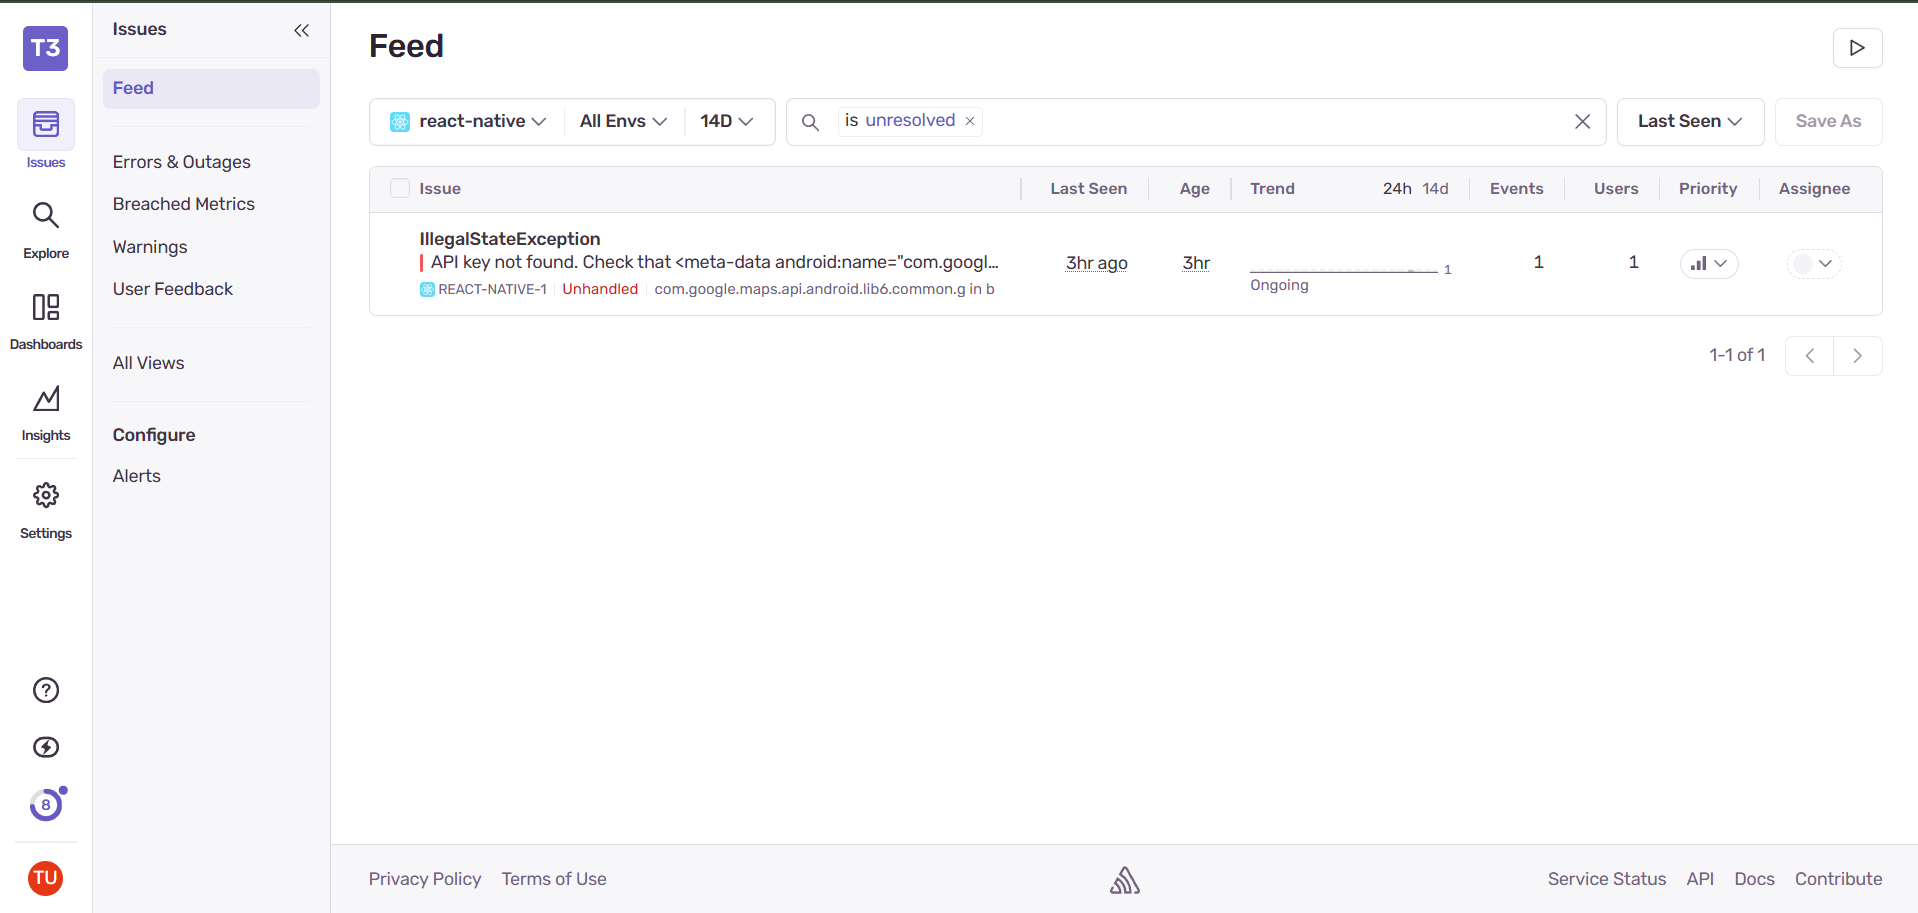 T3
Issues
Explore
Dashboards
Insights
Settings
8
TU
Issues
Feed
Errors & Outages
Breached Metrics
Warnings
User Feedback
All Views
Configure
Alerts
Feed
react-native All Envs 14D is unresolved Last Seen Save As
Issue Last Seen Age Trend 24h 14d Events Users Priority Assignee
IllegalStateException
API key not found. Check that <meta-data android:name="com.googl...
REACT-NATIVE-1 Unhandled com.google.maps.api.android.lib6.common.g in b
3hr ago 3hr 1 1 1
Ongoing
1-1 of 1
Privacy Policy Terms of Use Service Status API Docs Contribute